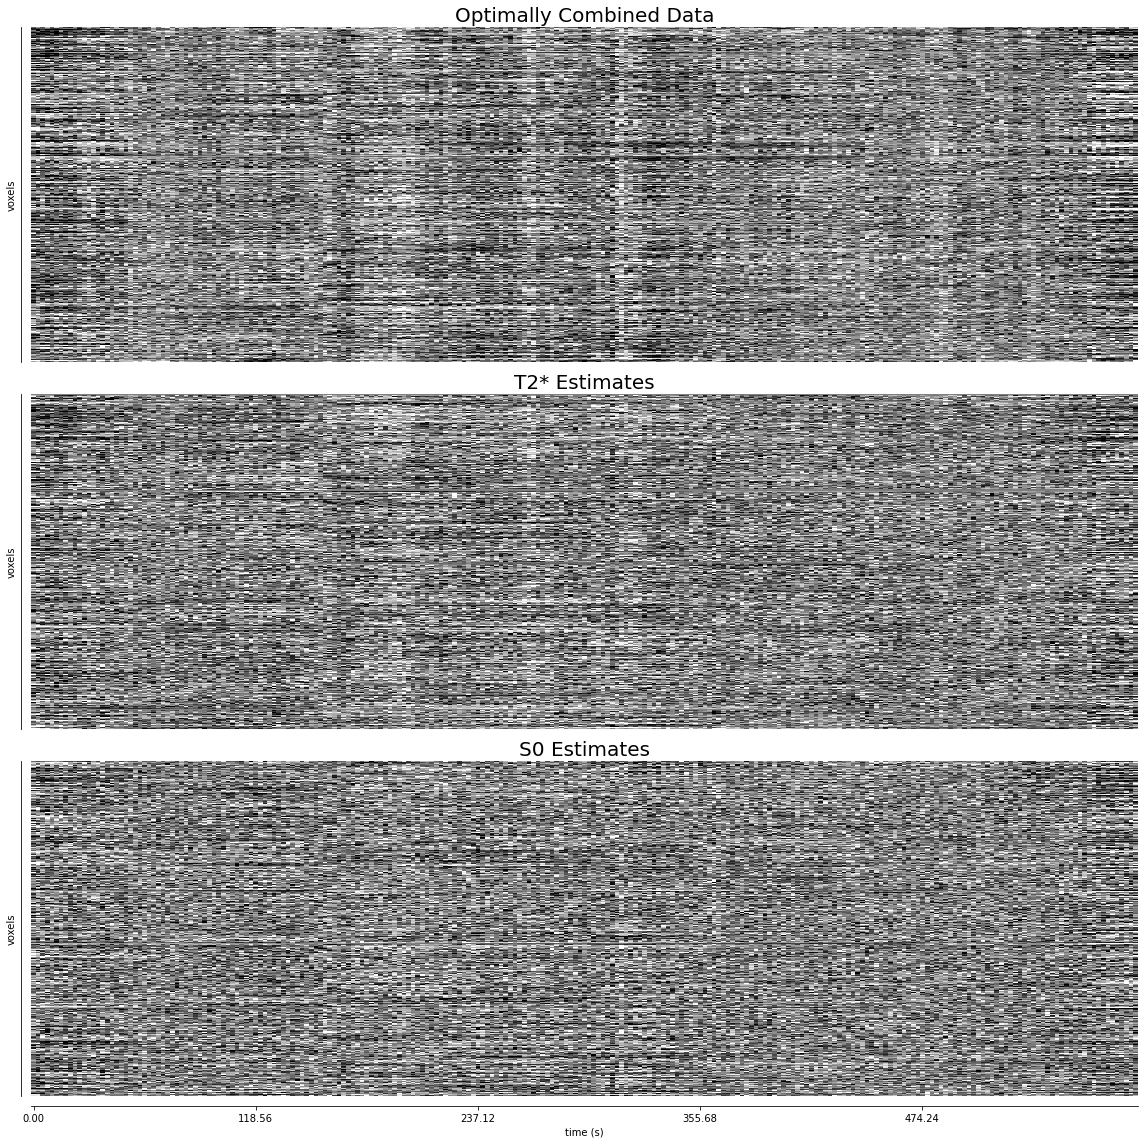 Optimally Combined Data
voxels
T2* Estimates
voxels
S0 Estimates
voxels
0.00 118.56 237.12 355.68 474.24
time (s)